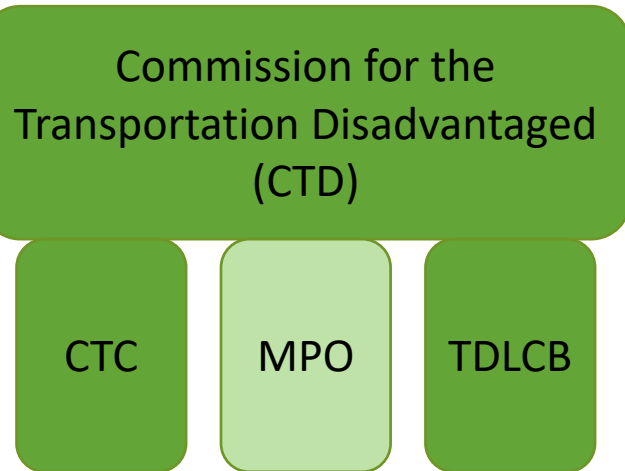 Commission for the
Transportation Disadvantaged
(CTD)
CTC
MPO
TDLCB